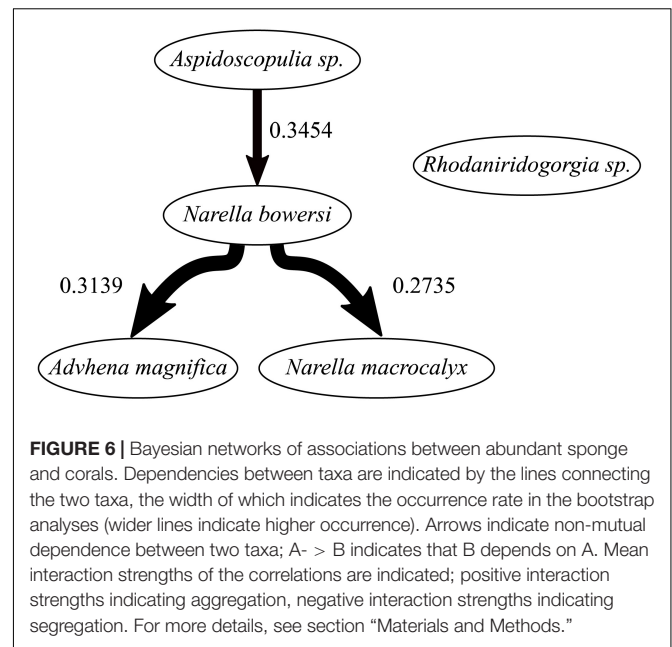 Aspidoscopulia sp.
0.3454
Rhodaniridogorgia sp.
Narella bowersi
0.3139
0.2735
Advhena magnifica
Narella macrocalyx
FIGURE 6 | Bayesian networks of associations between abundant sponge
and corals. Dependencies between taxa are indicated by the lines connecting
the two taxa, the width of which indicates the occurrence rate in the bootstrap
analyses (wider lines indicate higher occurrence). Arrows indicate non-mutual
dependence between two taxa; A- > B indicates that B depends on A. Mean
interaction strengths of the correlations are indicated; positive interaction
strengths indicating aggregation, negative interaction strengths indicating
segregation. For more details, see section “Materials and Methods.”